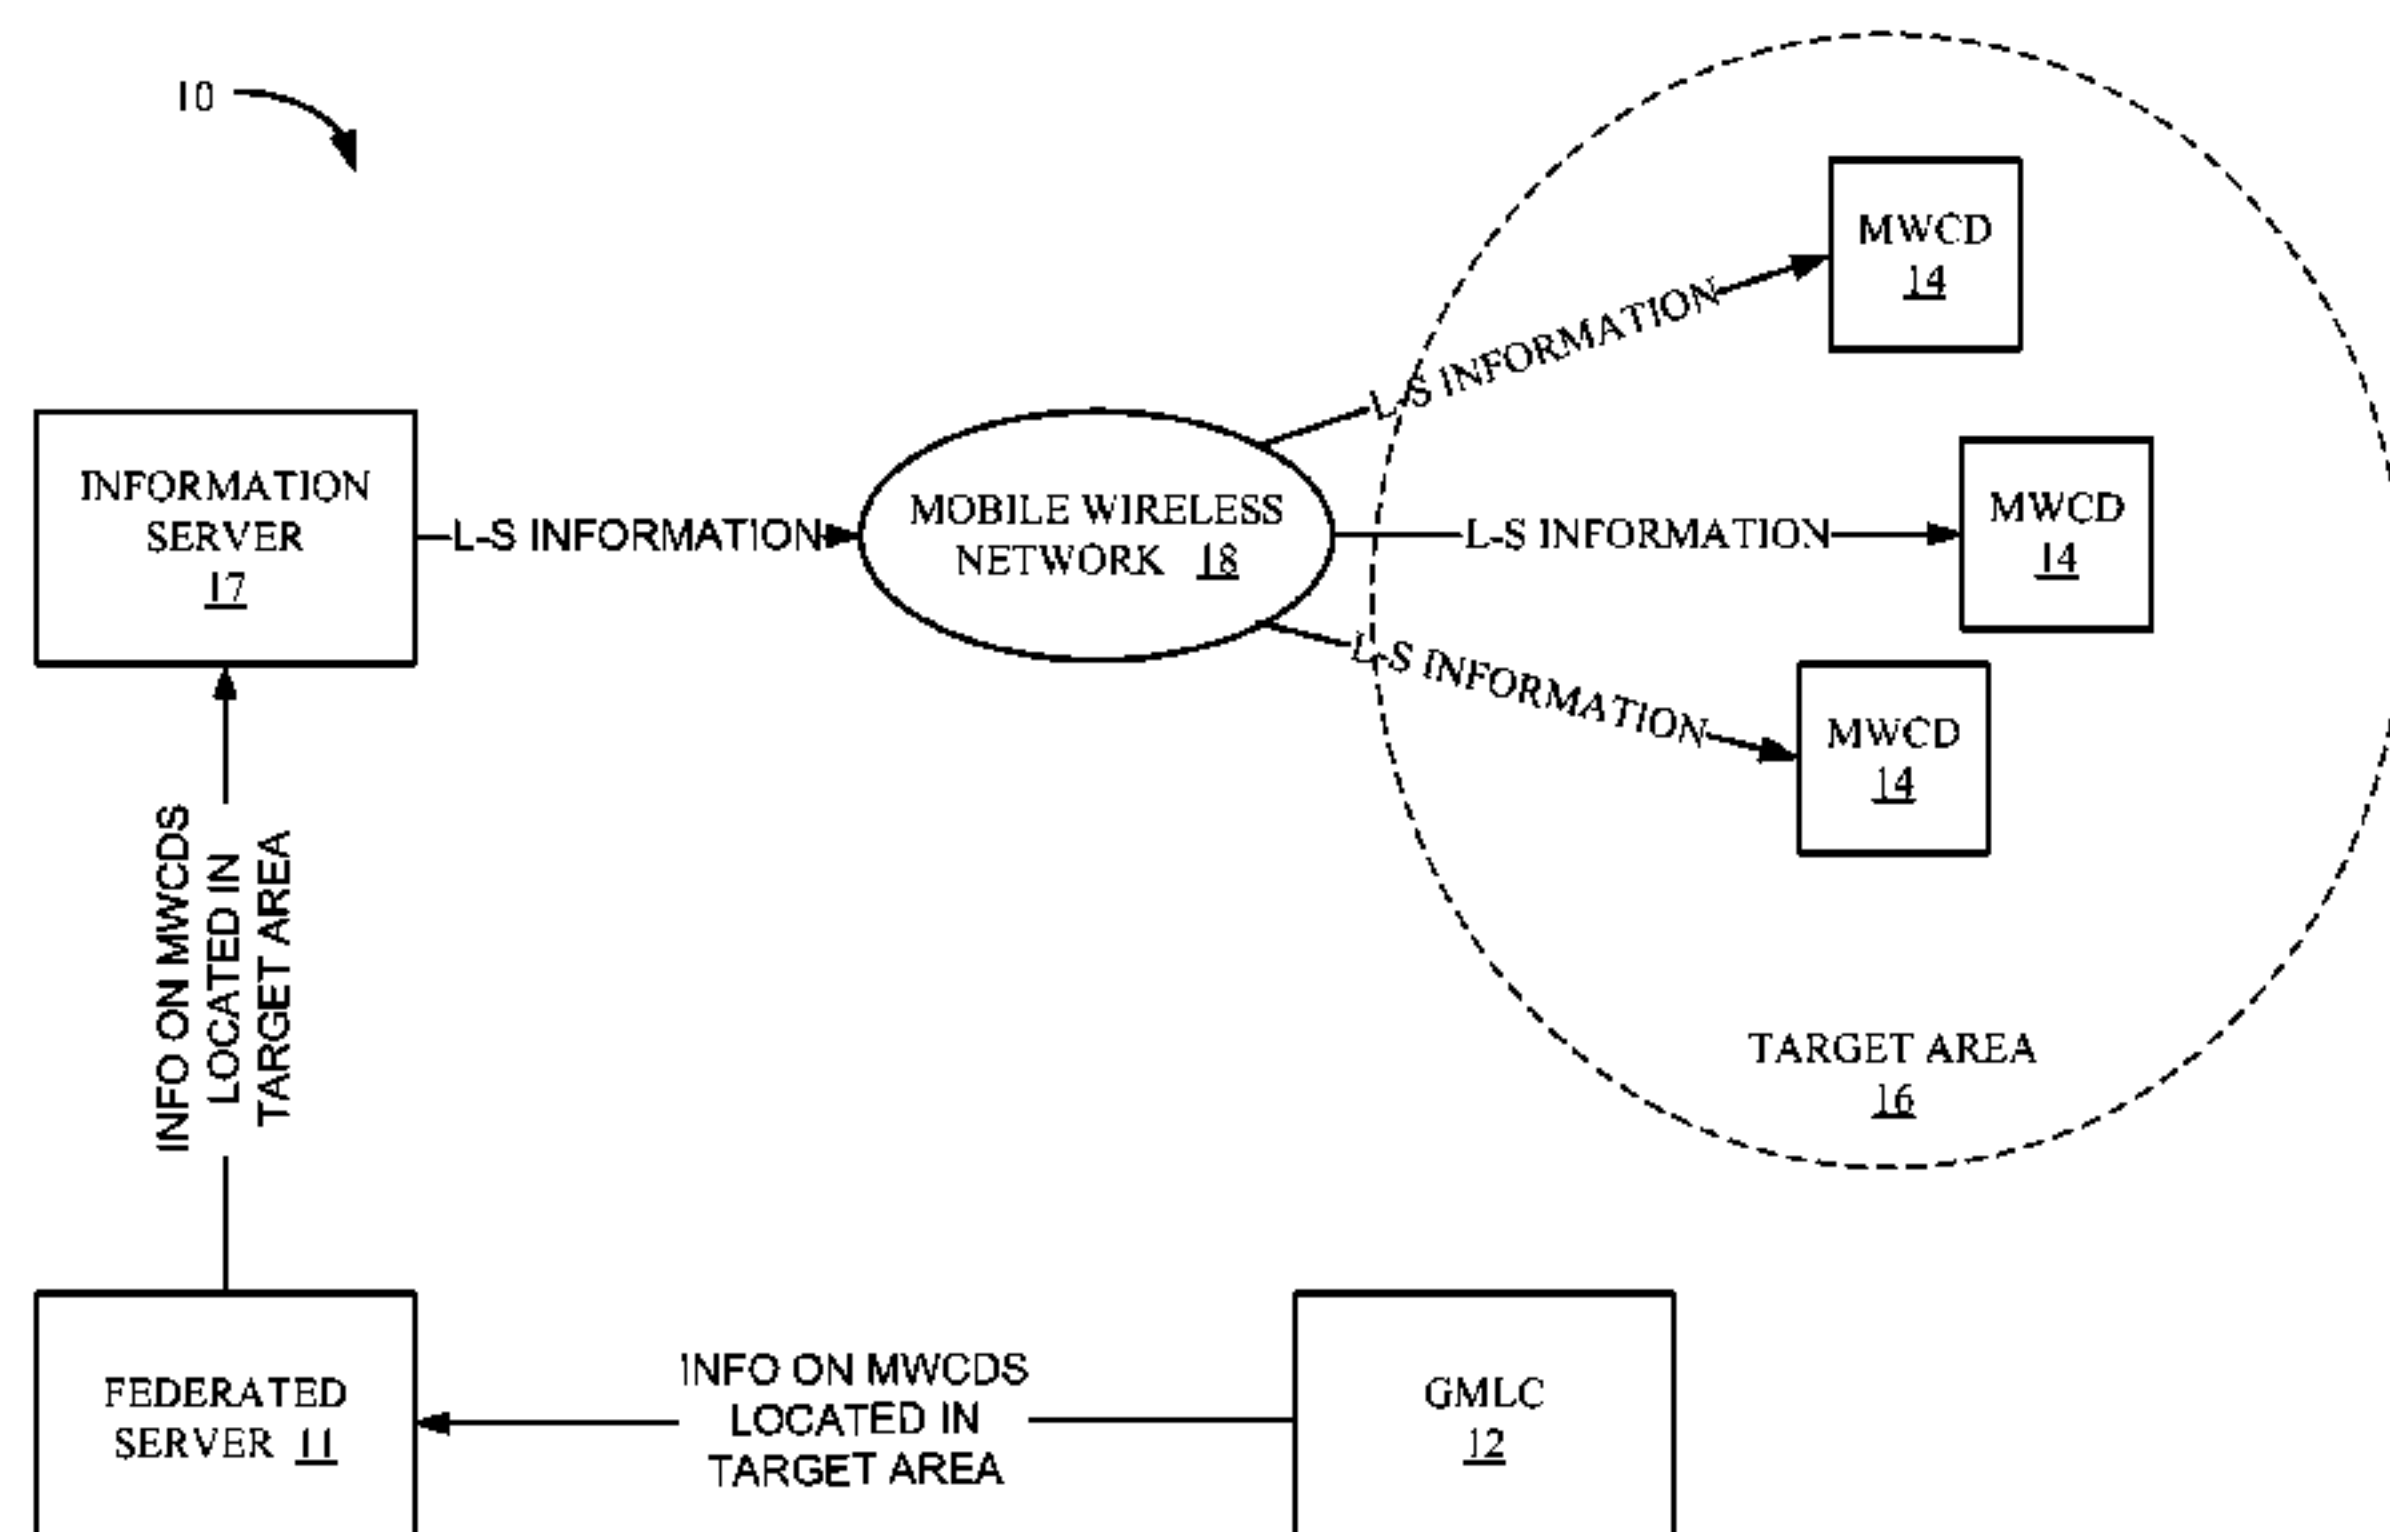 10
MWCD
14
L-S INFORMATION
INFORMATION
SERVER
17
L-S INFORMATION
MOBILE WIRELESS
NETWORK 18
L-S INFORMATION
MWCD
14
L-S INFORMATION
MWCD
14
INFO ON MWCDS
LOCATED IN
TARGET AREA
TARGET AREA
16
FEDERATED
SERVER 11
INFO ON MWCDS
LOCATED IN
TARGET AREA
GMLC
12